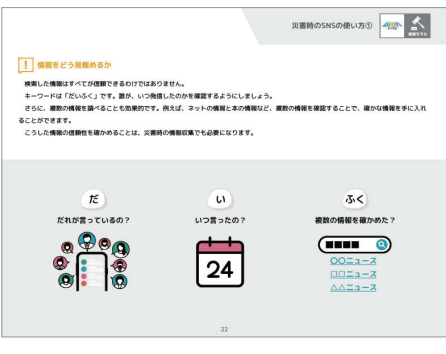 災害時のSNSの使い方①
情報モラル
! 情報をどう見極めるか
検索した情報はすべてが信頼できるわけではありません。
キーワードは「だいふく」です。誰が、いつ発信したのかを確認するようにしましょう。
さらに、複数の情報を調べることも効果的です。例えば、ネットの情報と本の情報など、複数の情報を確認することで、確かな情報を手に入れ
ることができます。
こうした情報の信頼性を確かめることは、災害時の情報収集でも必要になります。
だ
だれが言っているの?
い
いつ言ったの?
24
ふく
複数の情報を確かめた?
■■■■
〇〇ニュース
□□ニュース
△△ニュース
22